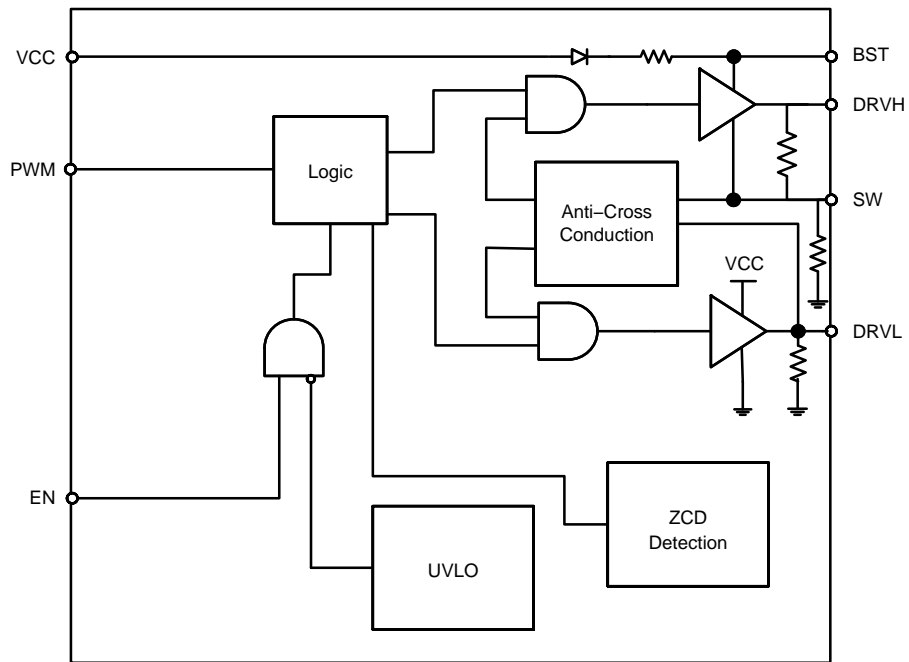 VCC
BST
DRVH
PWM
Logic
SW
Anti−Cross
Conduction
VCC
DRVL
EN
ZCD
Detection
UVLO